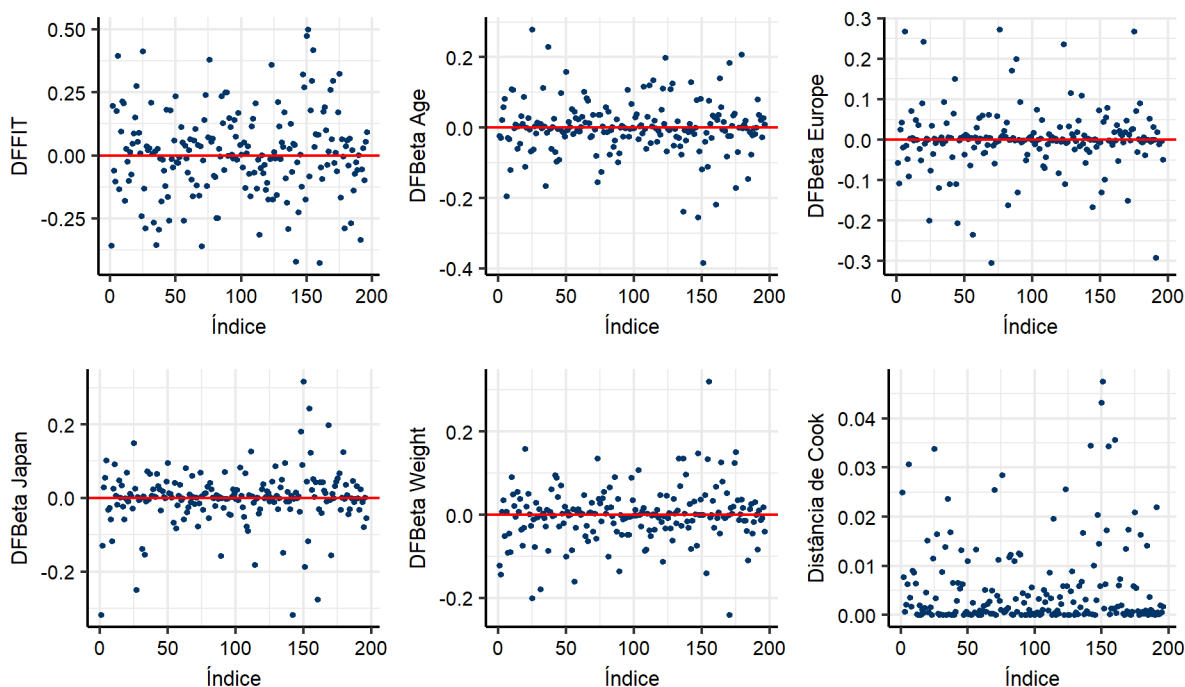 DFFIT
0.50
0.25
0.00
-0.25
0 50 100 150 200
Índice
DFBeta Age
0.2
0.0
-0.2
-0.4
0 50 100 150 200
Índice
DFBeta Europe
0.3
0.2
0.1
0.0
-0.1
-0.2
-0.3
0 50 100 150 200
Índice
DFBeta Japan
0.2
0.0
-0.2
0 50 100 150 200
Índice
DFBeta Weight
0.2
0.0
-0.2
0 50 100 150 200
Índice
Distância de Cook
0.04
0.03
0.02
0.01
0.00
0 50 100 150 200
Índice